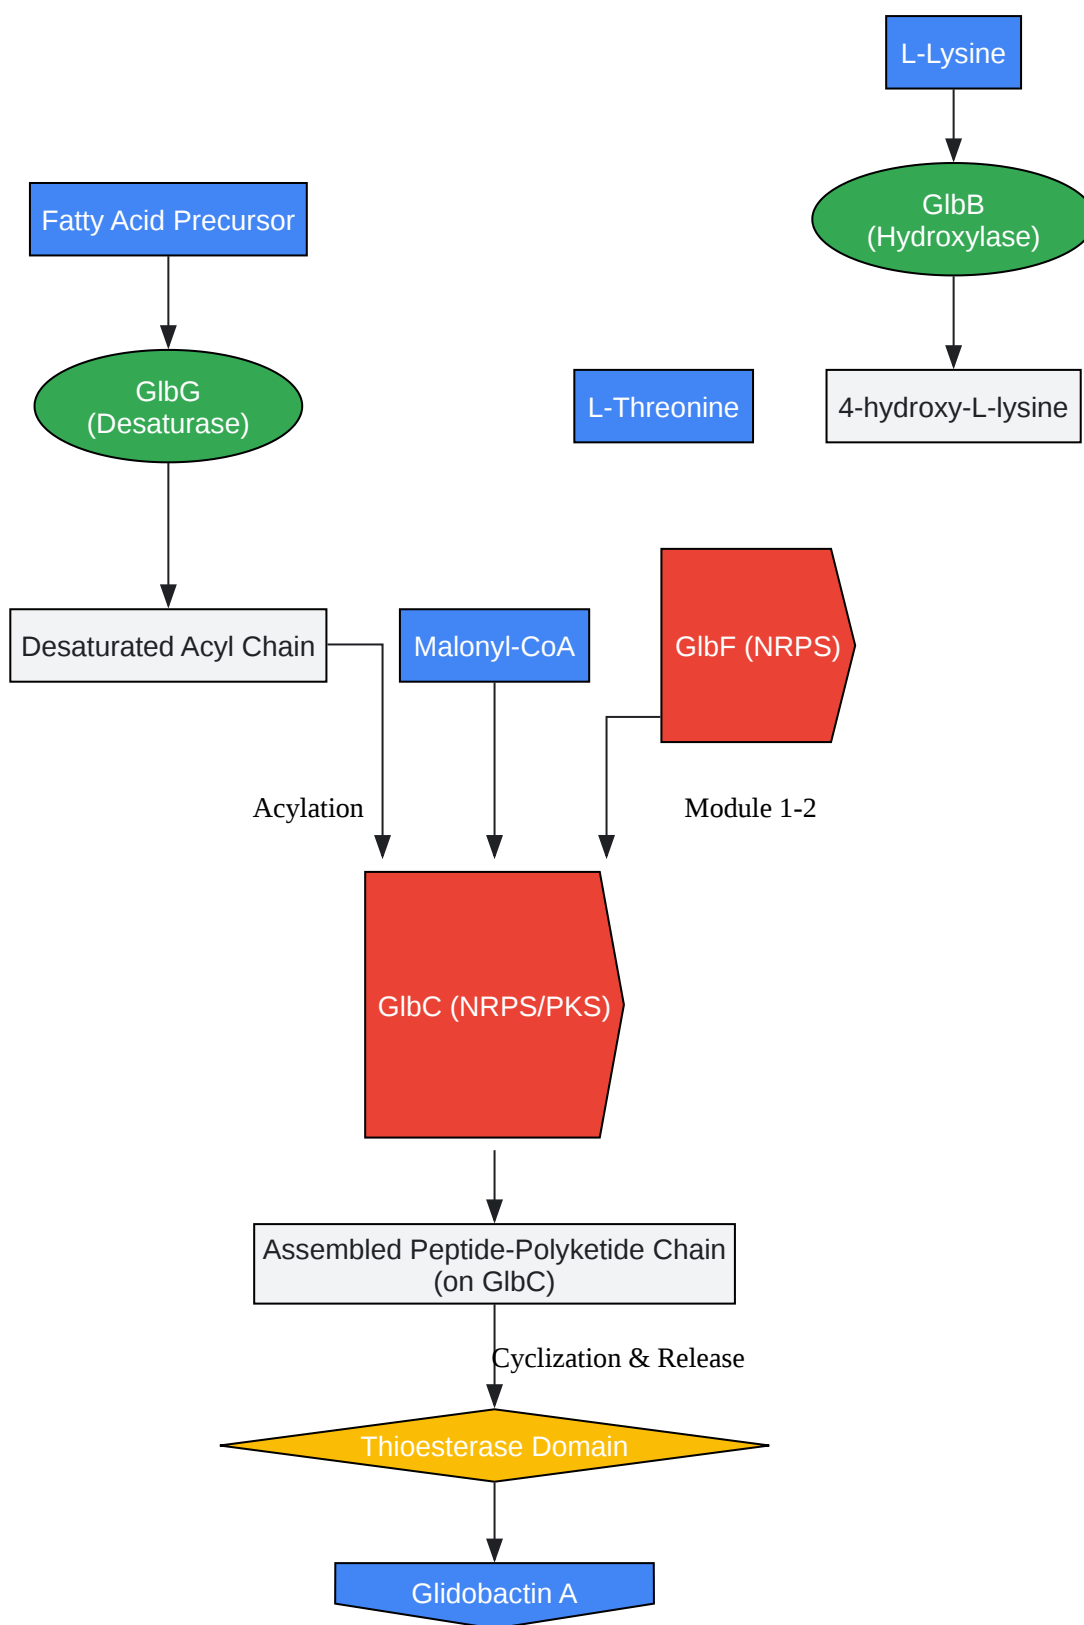 L-Lysine
Fatty Acid Precursor
GlbB
(Hydroxylase)
GlbG
(Desaturase)
L-Threonine
4-hydroxy-L-lysine
Desaturated Acyl Chain
Malonyl-CoA
GlbF (NRPS)
Acylation
Module 1-2
GlbC (NRPS/PKS)
Assembled Peptide-Polyketide Chain
(on GlbC)
Cyclization & Release
Thioesterase Domain
Glidobactin A